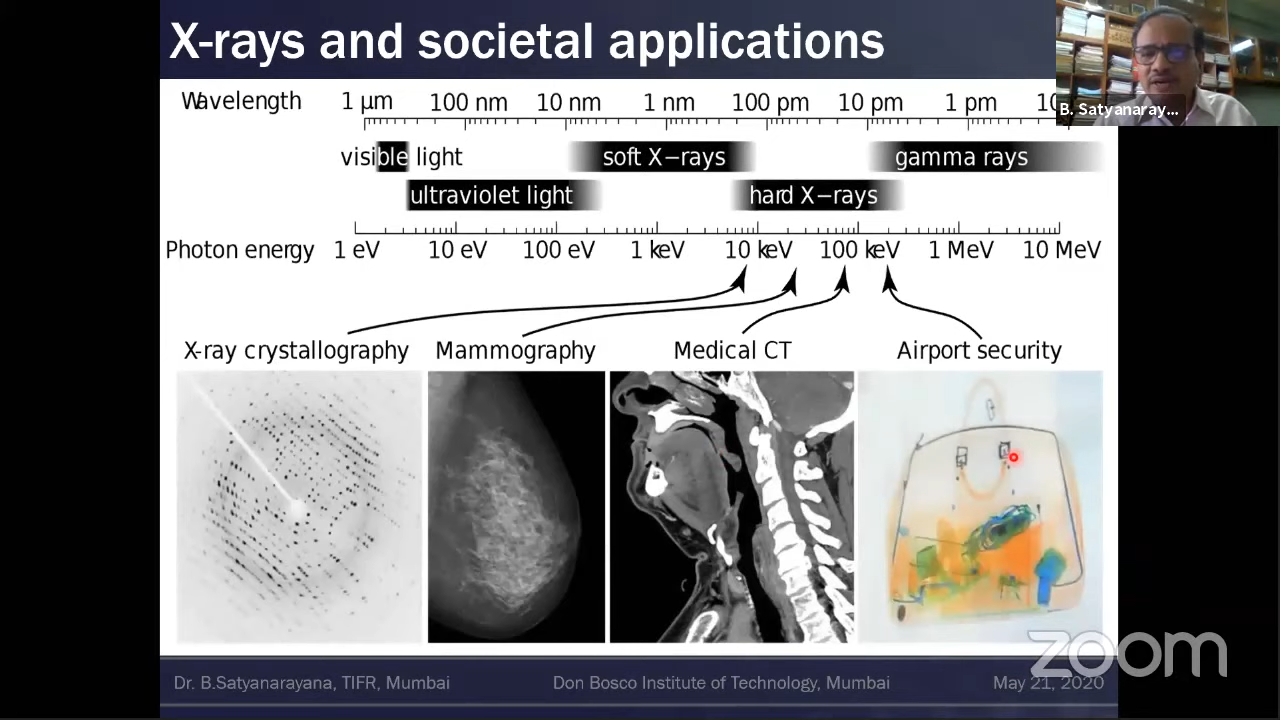 X-rays and societal applications
B. Satyanaray...
Wavelength 1 μm 100 nm 10 nm 1 nm 100 pm 10 pm 1 pm
visible light soft X−rays gamma rays
ultraviolet light hard X−rays
Photon energy 1 eV 10 eV 100 eV 1 keV 10 keV 100 keV 1 MeV 10 MeV
X-ray crystallography Mammography Medical CT Airport security
zoom
Dr. B.Satyanarayana, TIFR, Mumbai Don Bosco Institute of Technology, Mumbai May 21, 2020